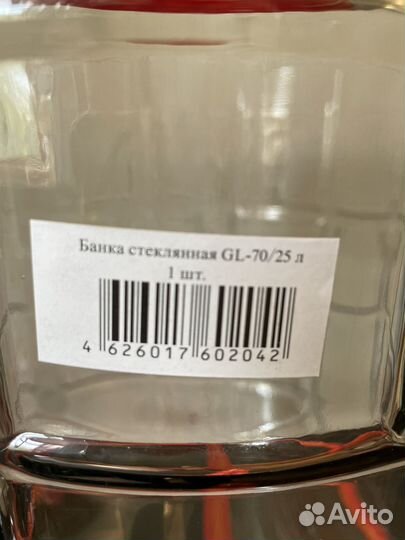 Банка стеклянная GL-70/25 л
1 шт.
4 626017 602042
Avito